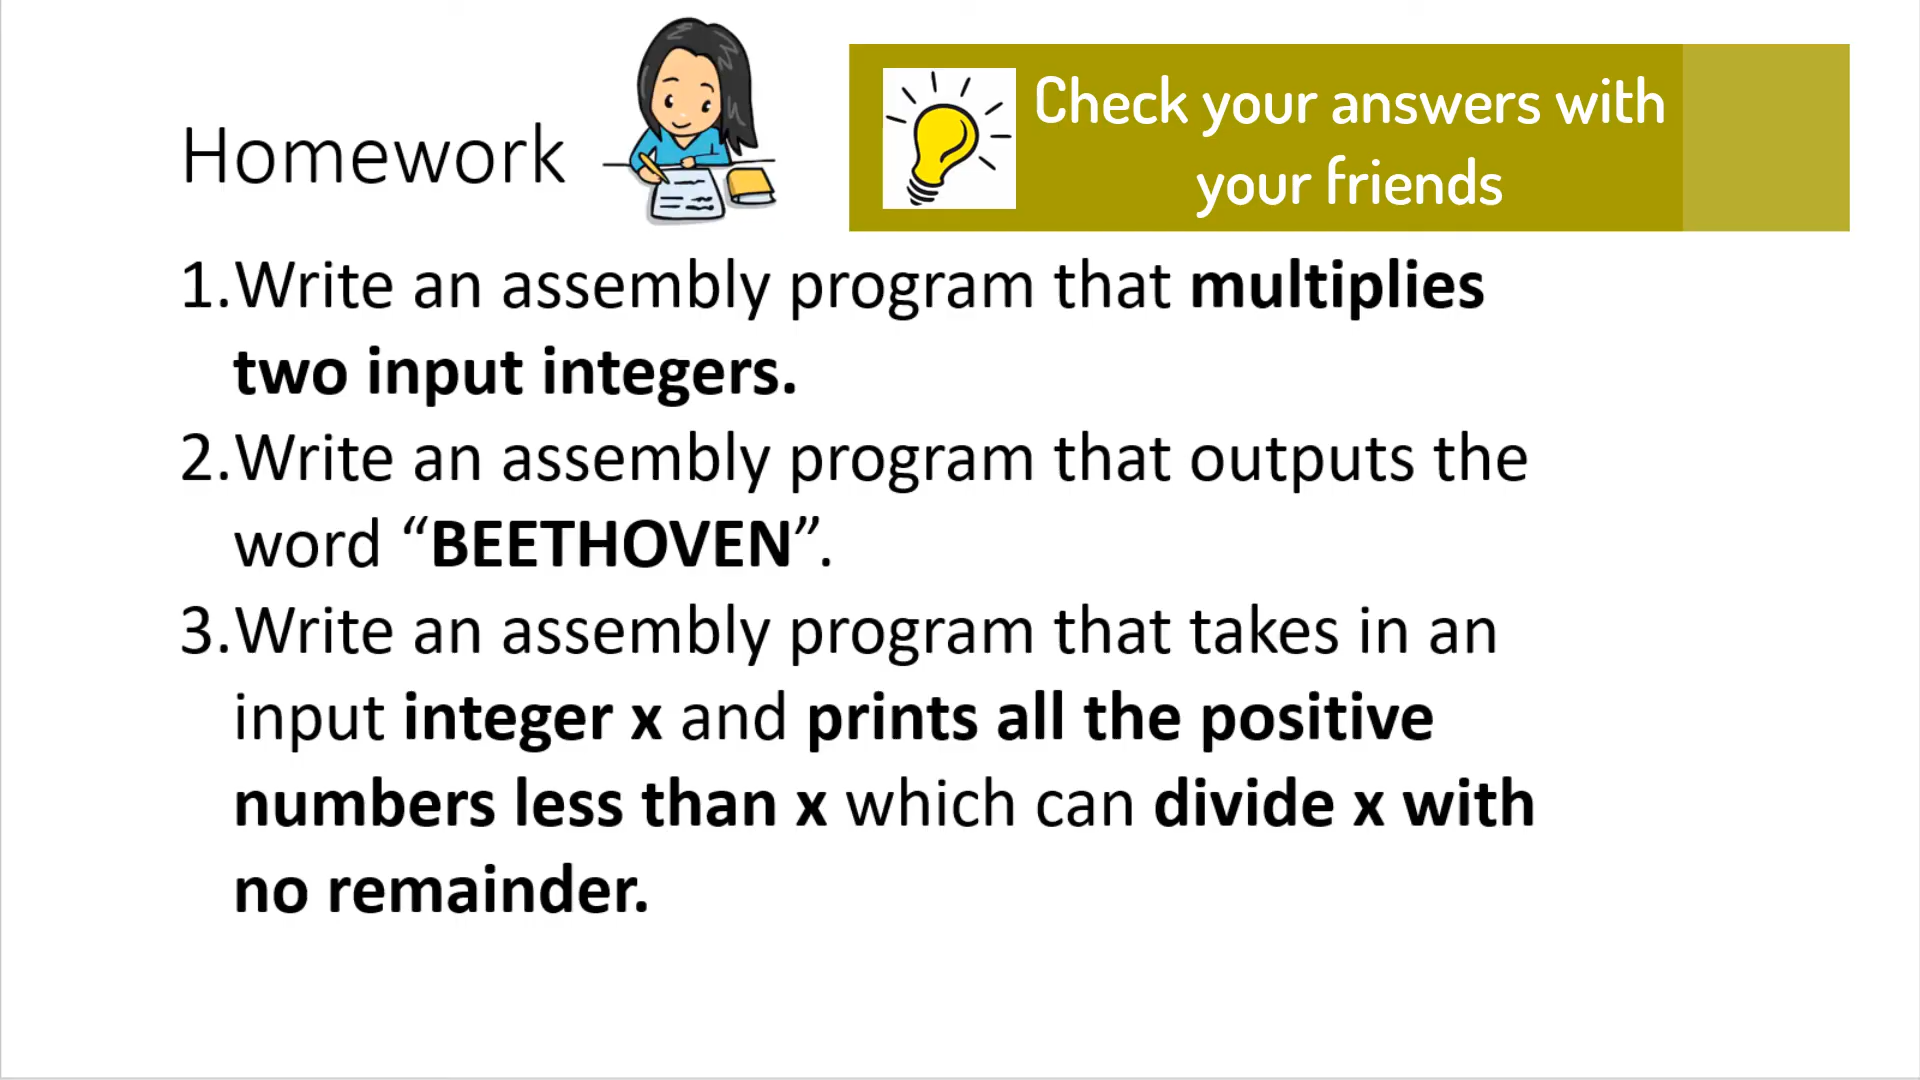 Homework
Check your answers with
your friends
1.Write an assembly program that multiplies
two input integers.
2.Write an assembly program that outputs the
word “BEETHOVEN”.
3.Write an assembly program that takes in an
input integer x and prints all the positive
numbers less than x which can divide x with
no remainder.